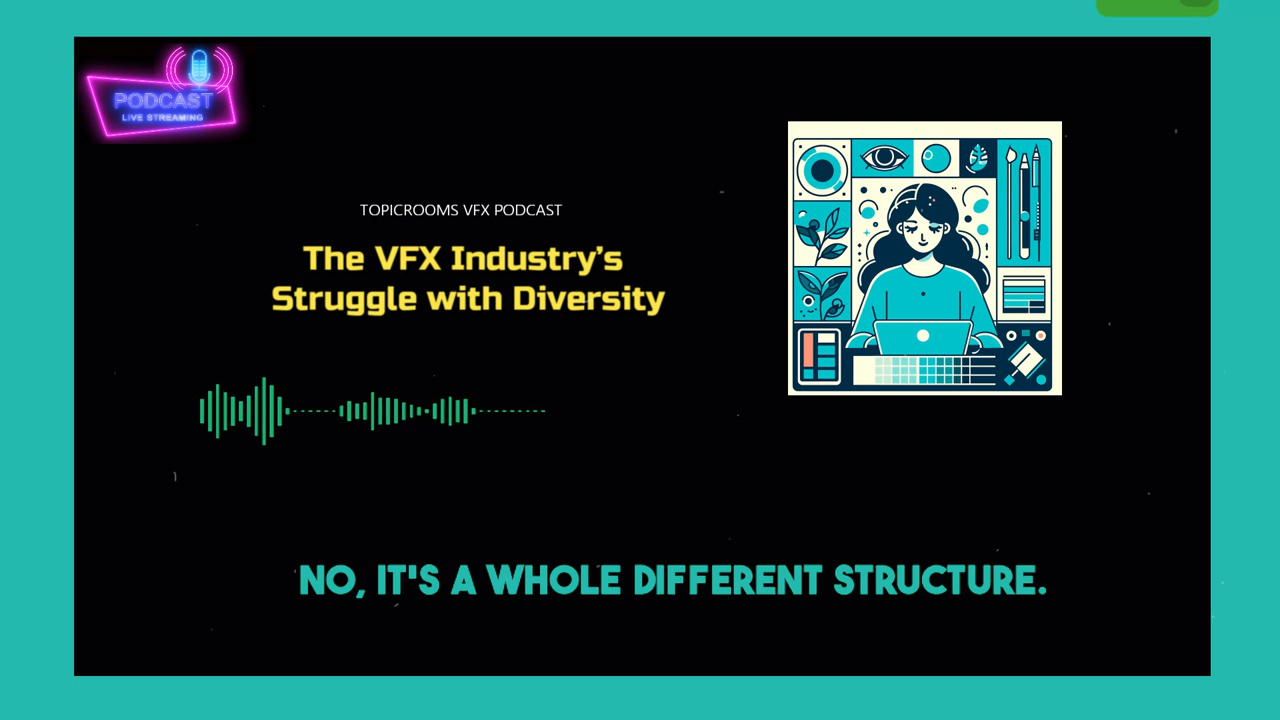 PODCAST
LIVE STREAMING
TOPICROOMS VFX PODCAST
The VFX Industry’s
Struggle with Diversity
NO, IT'S A WHOLE DIFFERENT STRUCTURE.